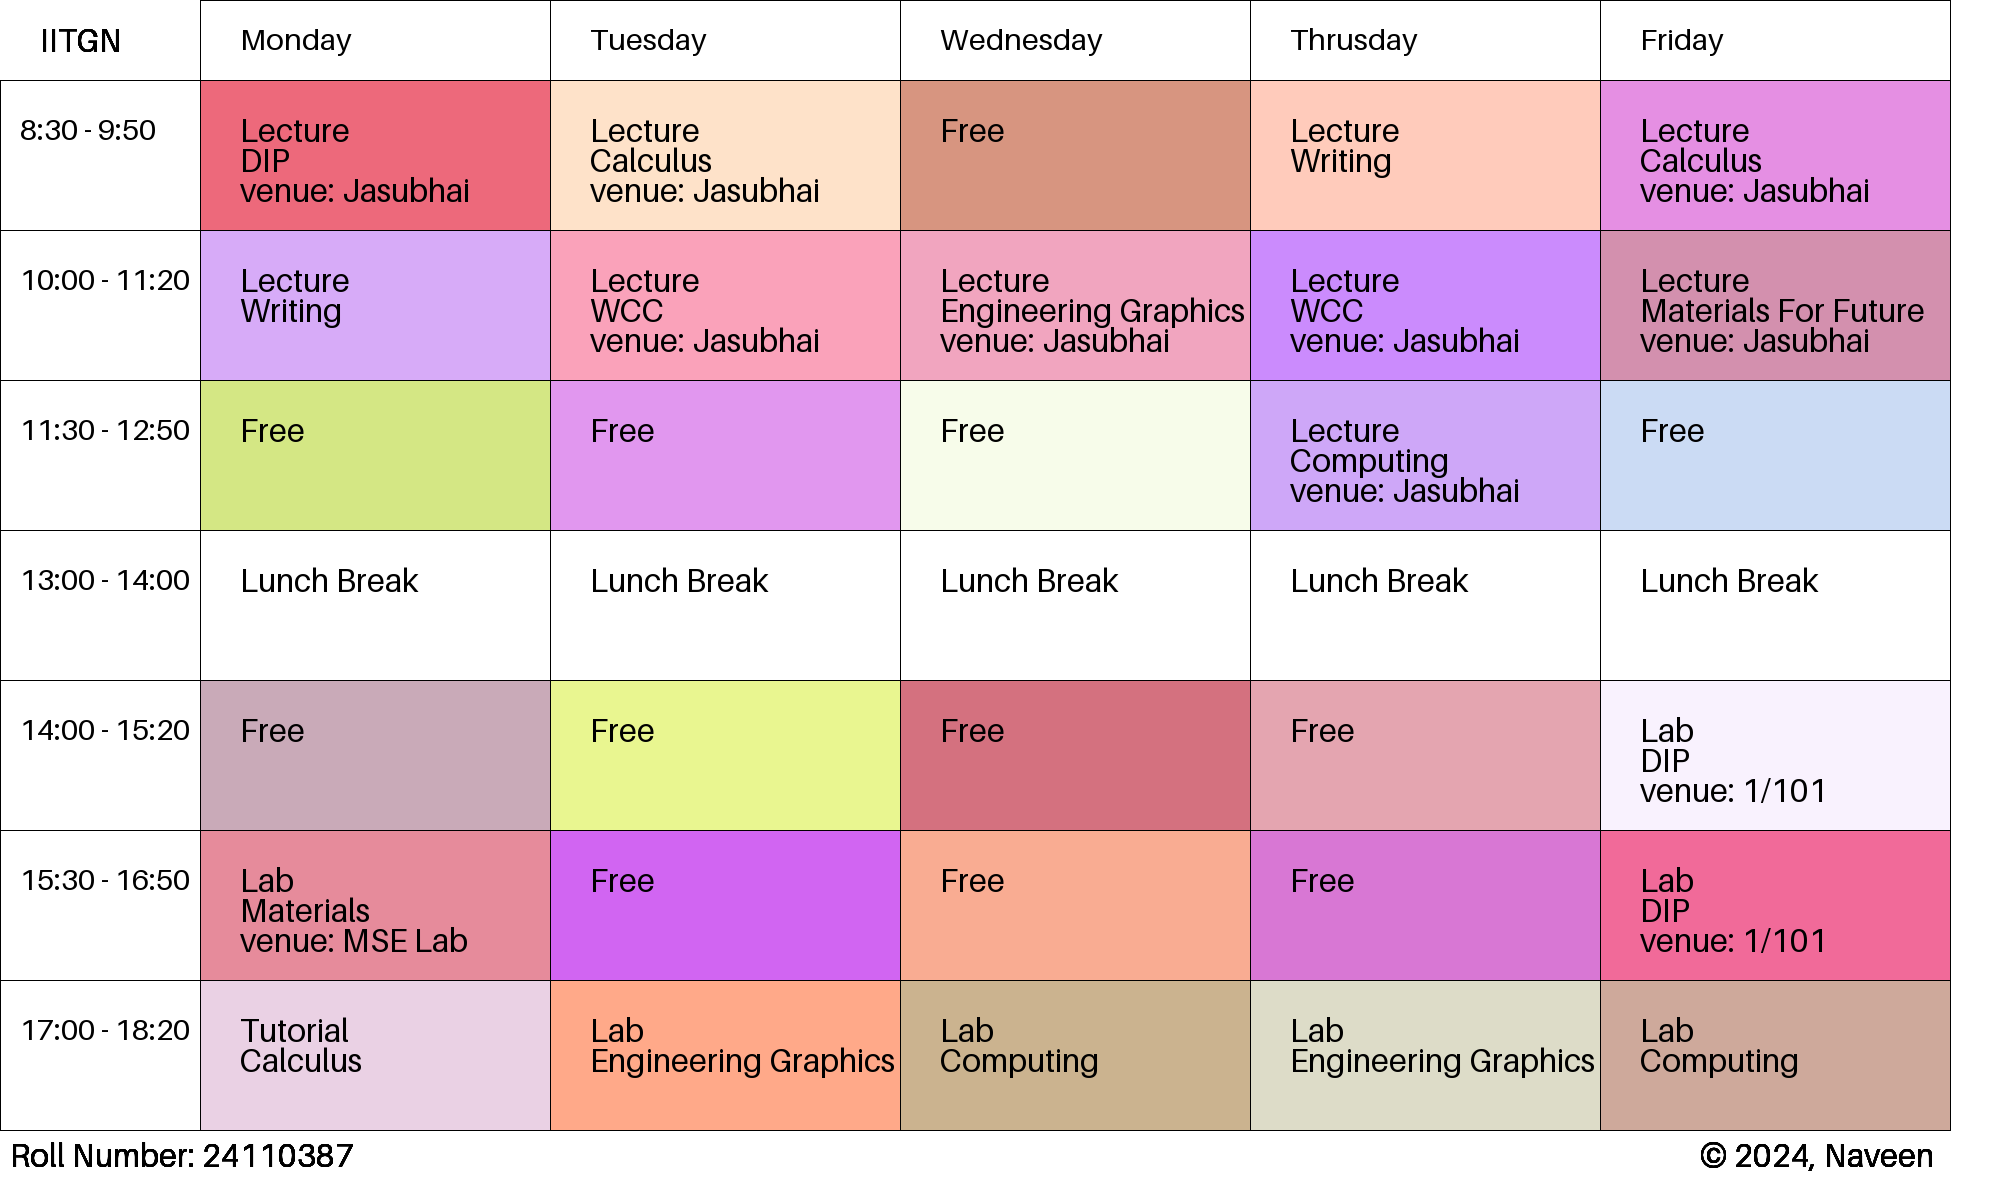 IITGN
Monday
Tuesday
Wednesday
Thrusday
Friday
8:30 - 9:50
Lecture
DIP
venue: Jasubhai
Lecture
Calculus
venue: Jasubhai
Free
Lecture
Writing
Lecture
Calculus
venue: Jasubhai
10:00 - 11:20
Lecture
Writing
Lecture
WCC
venue: Jasubhai
Lecture
Engineering Graphics
venue: Jasubhai
Lecture
WCC
venue: Jasubhai
Lecture
Materials For Future
venue: Jasubhai
11:30 - 12:50
Free
Free
Free
Lecture
Computing
venue: Jasubhai
Free
13:00 - 14:00
Lunch Break
Lunch Break
Lunch Break
Lunch Break
Lunch Break
14:00 - 15:20
Free
Free
Free
Free
Lab
DIP
venue: 1/101
15:30 - 16:50
Lab
Materials
venue: MSE Lab
Free
Free
Free
Lab
DIP
venue: 1/101
17:00 - 18:20
Tutorial
Calculus
Lab
Engineering Graphics
Lab
Computing
Lab
Engineering Graphics
Lab
Computing
Roll Number: 24110387
© 2024, Naveen